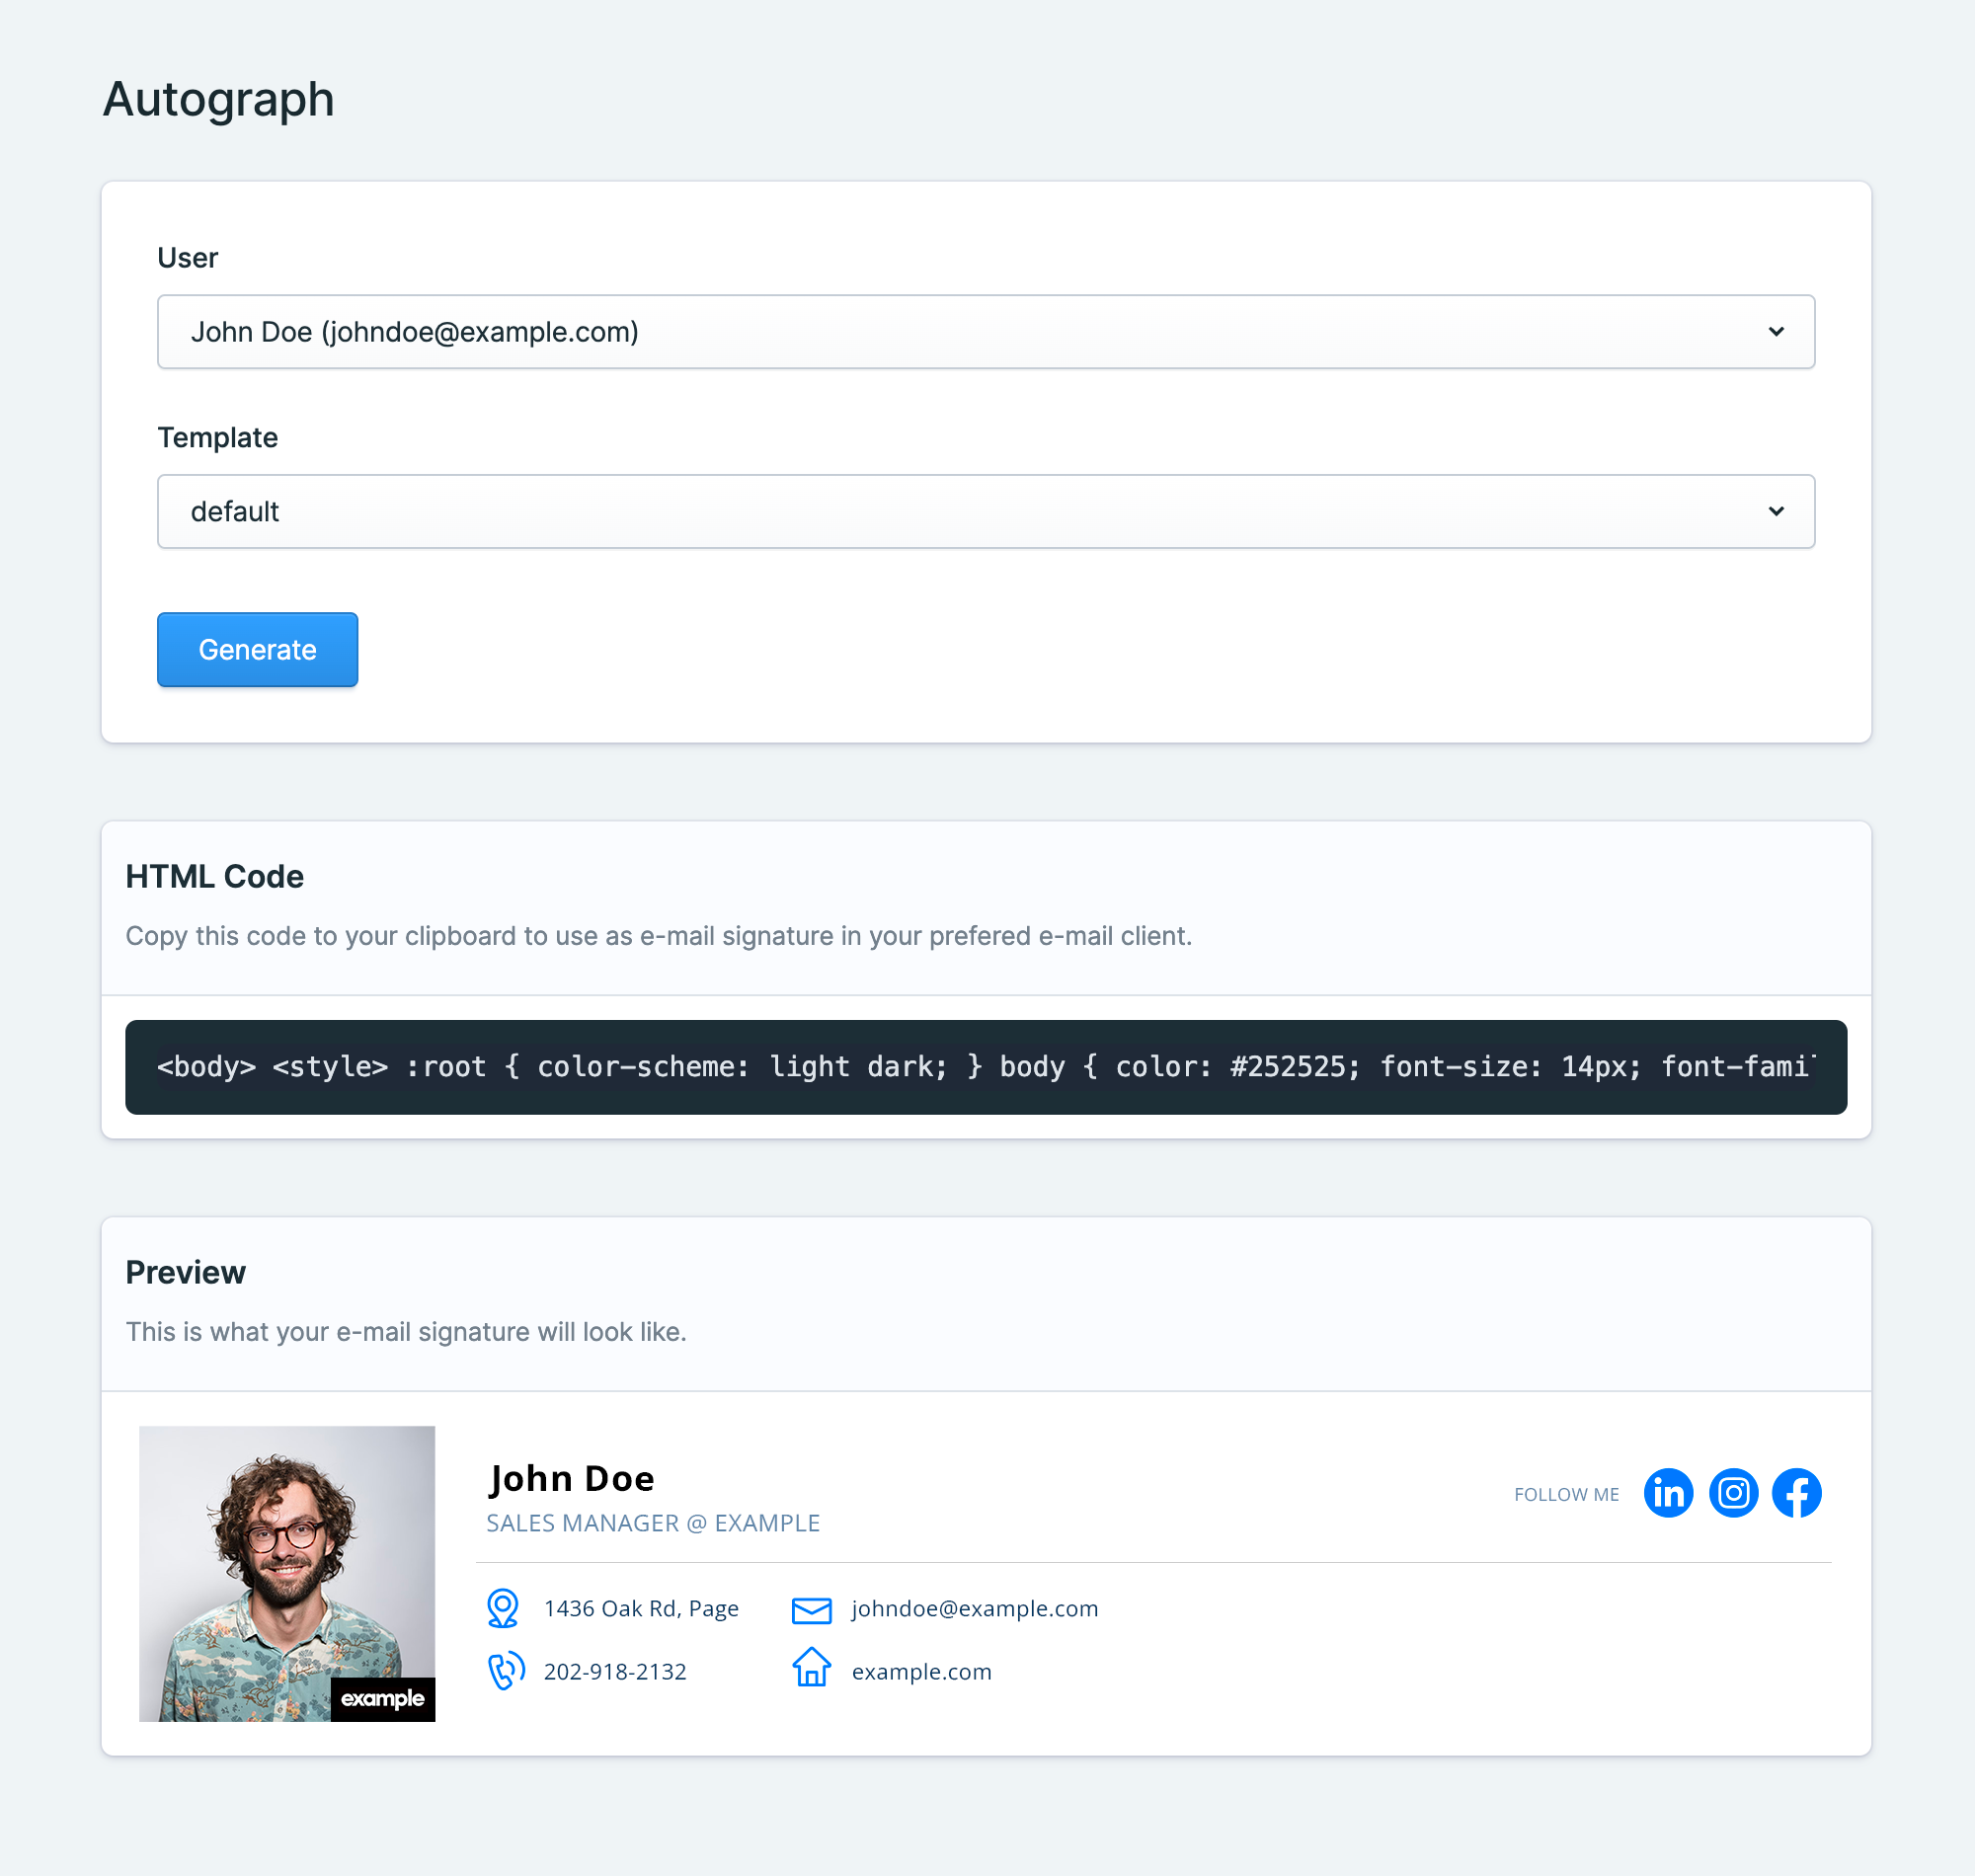 Autograph
User
John Doe (johndoe@example.com)
Template
default
Generate
HTML Code
Copy this code to your clipboard to use as e-mail signature in your prefered e-mail client.
<body> <style> :root { color-scheme: light dark; } body { color: #252525; font-size: 14px; font-famil
Preview
This is what your e-mail signature will look like.
John Doe
SALES MANAGER @ EXAMPLE
FOLLOW ME
1436 Oak Rd, Page
johndoe@example.com
202-918-2132
example.com
example